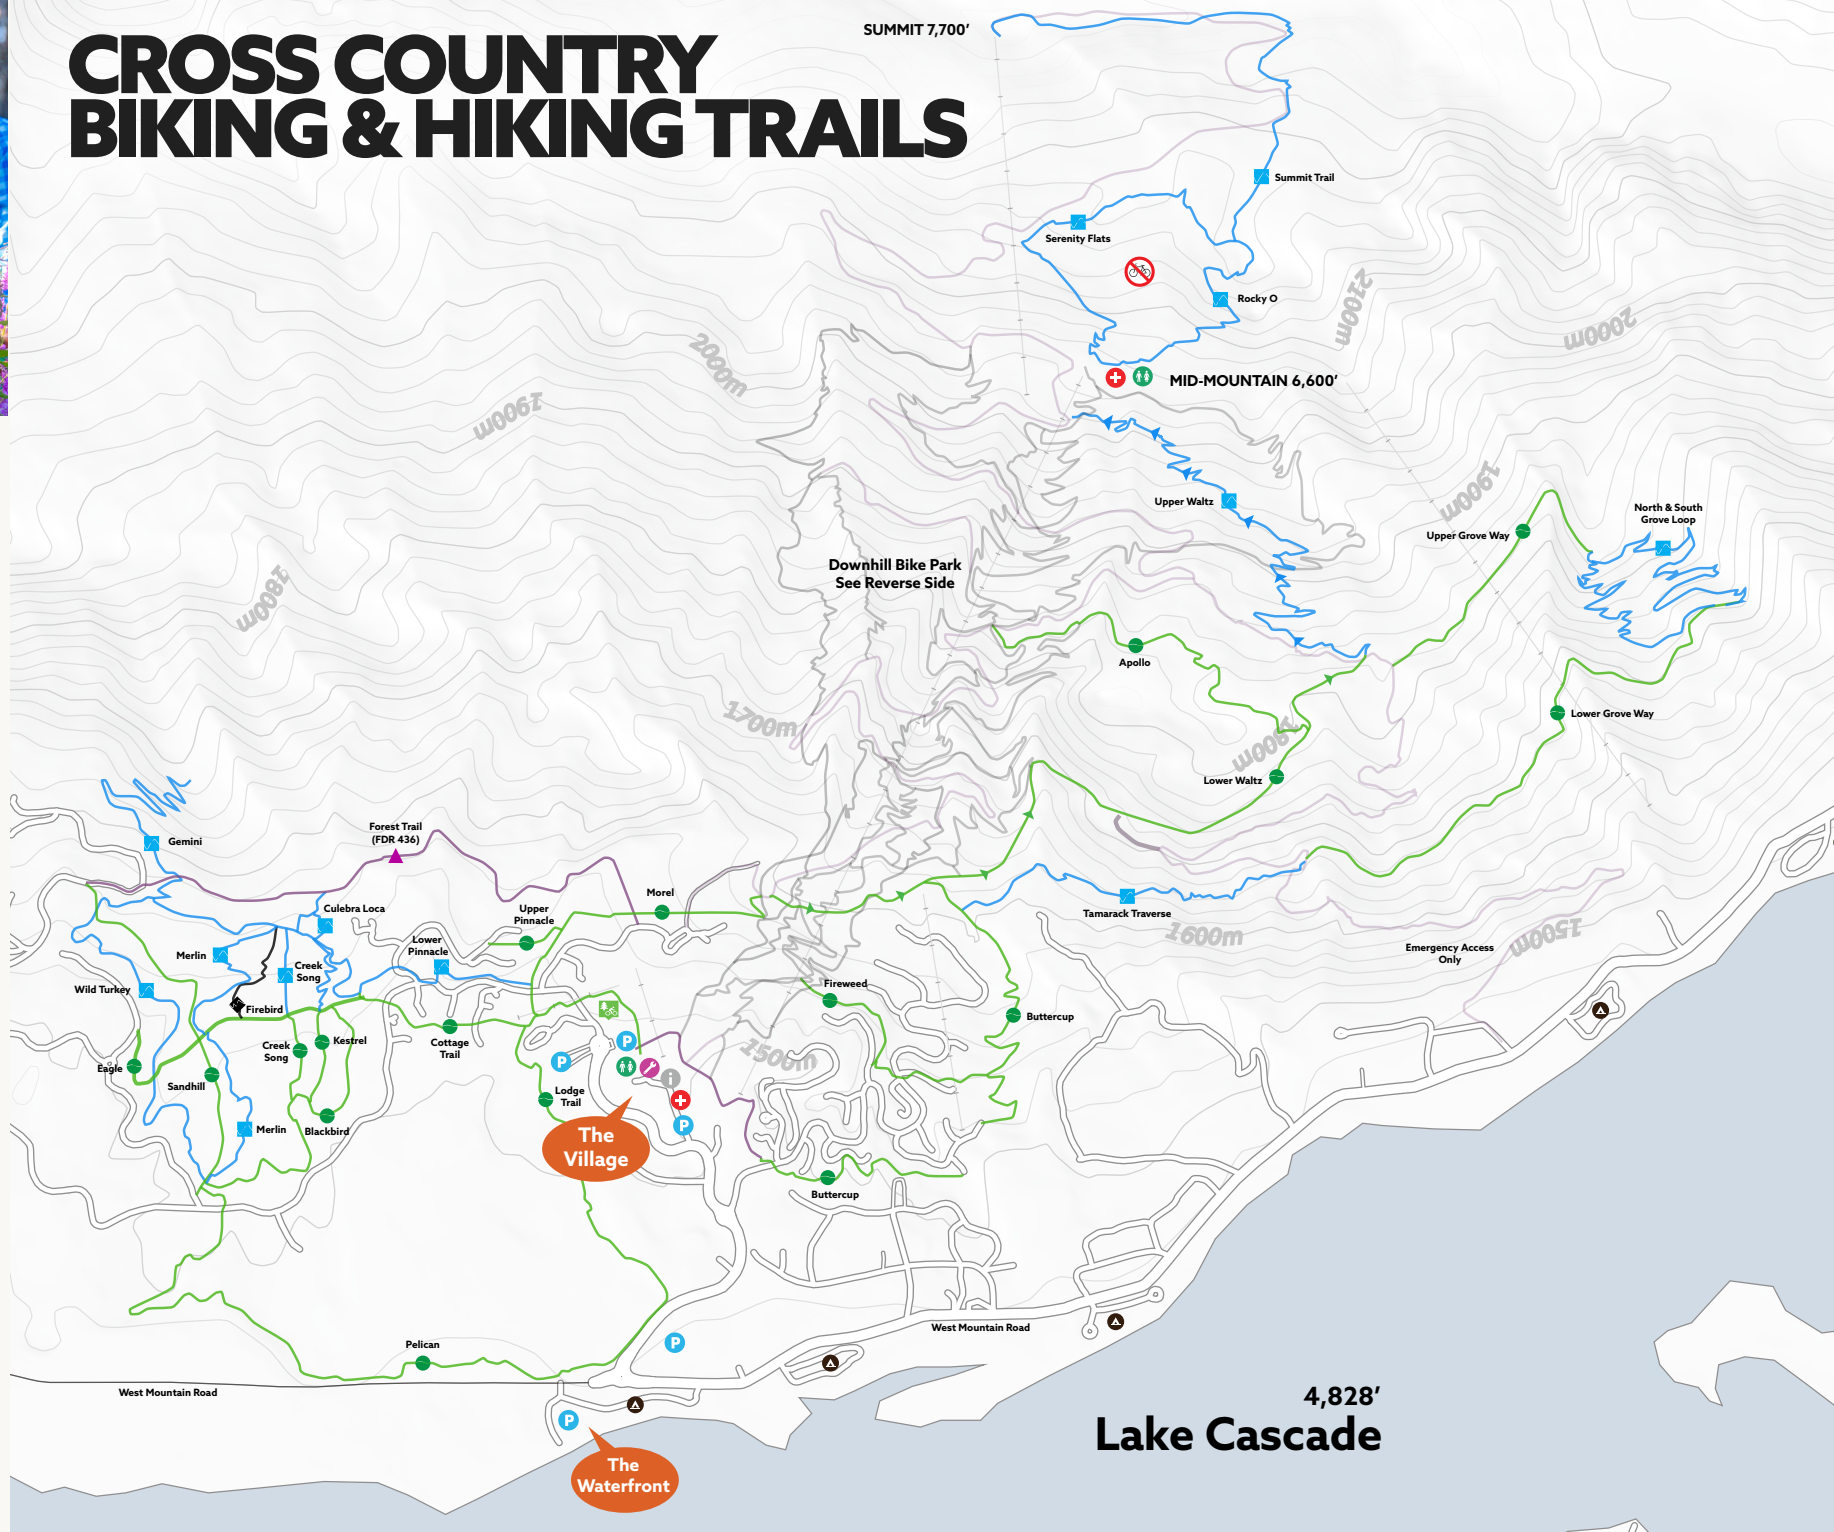 CROSS COUNTRY
BIKING & HIKING TRAILS
SUMMIT 7,700’
Summit Trail
Serenity Flats
Rocky O
2100m
2000m
2000m
MID-MOUNTAIN 6,600’
1900m
1900m
Upper Waltz
North & South
Grove Loop
Upper Grove Way
Downhill Bike Park
See Reverse Side
1800m
Apollo
Lower Grove Way
1700m
1800m
Lower Waltz
Forest Trail
(FDR 436)
Gemini
Morel
Culebra Loca
Upper
Pinnacle
Tamarack Traverse
1600m
1500m
Emergency Access
Only
Lower
Pinnacle
Merlin
Creek
Song
Wild Turkey
Fireweed
Firebird
Buttercup
Kestrel
Creek
Song
Cottage
Trail
P
P
1500m
Eagle
Sandhill
i
Lodge
Trail
P
Merlin
Blackbird
The
Village
Buttercup
West Mountain Road
Pelican
P
West Mountain Road
P
4,828’
Lake Cascade
The
Waterfront